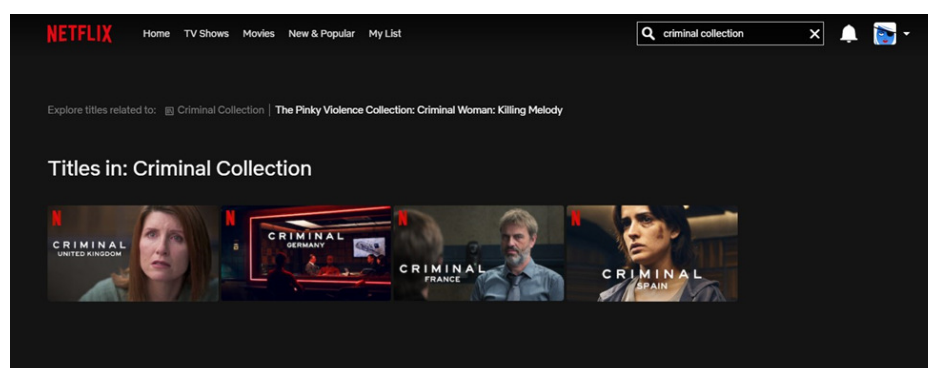 NETFLIX Home TV Shows Movies New & Popular My List criminal collection
Explore titles related to: Criminal Collection | The Pinky Violence Collection: Criminal Woman: Killing Melody
Titles in: Criminal Collection
N
CRIMINAL
UNITED KINGDOM
N
CRIMINAL
GERMANY
N
CRIMINAL
FRANCE
N
CRIMINAL
SPAIN